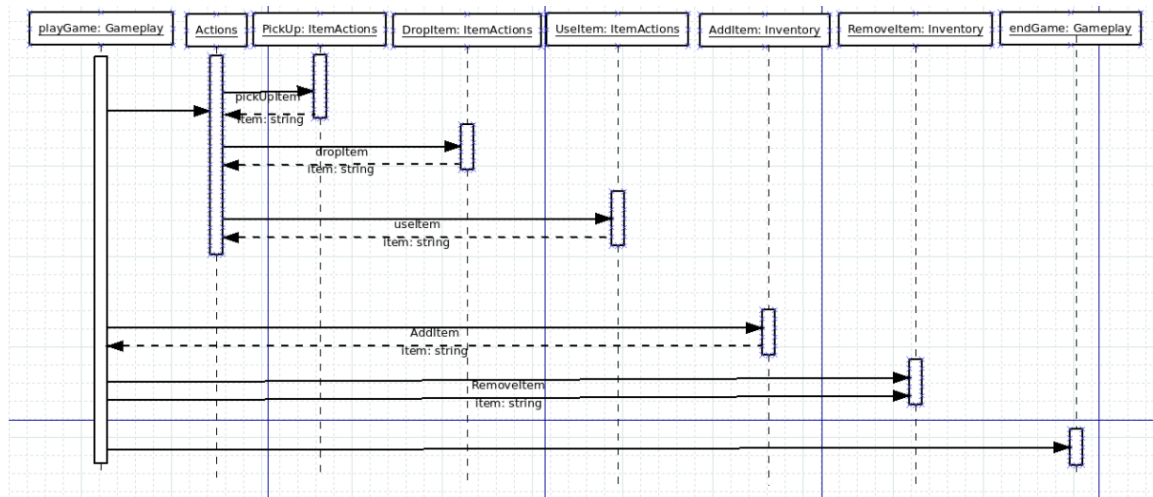 playGame: Gameplay
Actions
PickUp: ItemActions
DropItem: ItemActions
UseItem: ItemActions
AddItem: Inventory
RemoveItem: Inventory
endGame: Gameplay
pickUpItem
item: string
dropItem
item: string
useItem
item: string
AddItem
item: string
RemoveItem
item: string